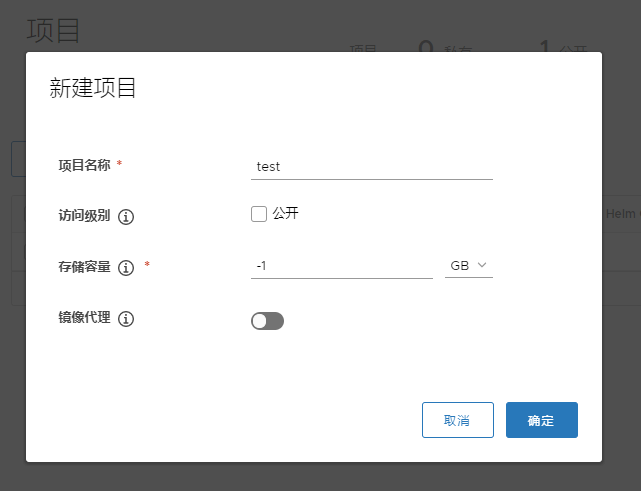 项目
项目 0 私有 1 公开
新建项目
项目名称 *
test
访问级别
公开
存储容量 *
-1 GB
Helm
镜像代理
取消 确定